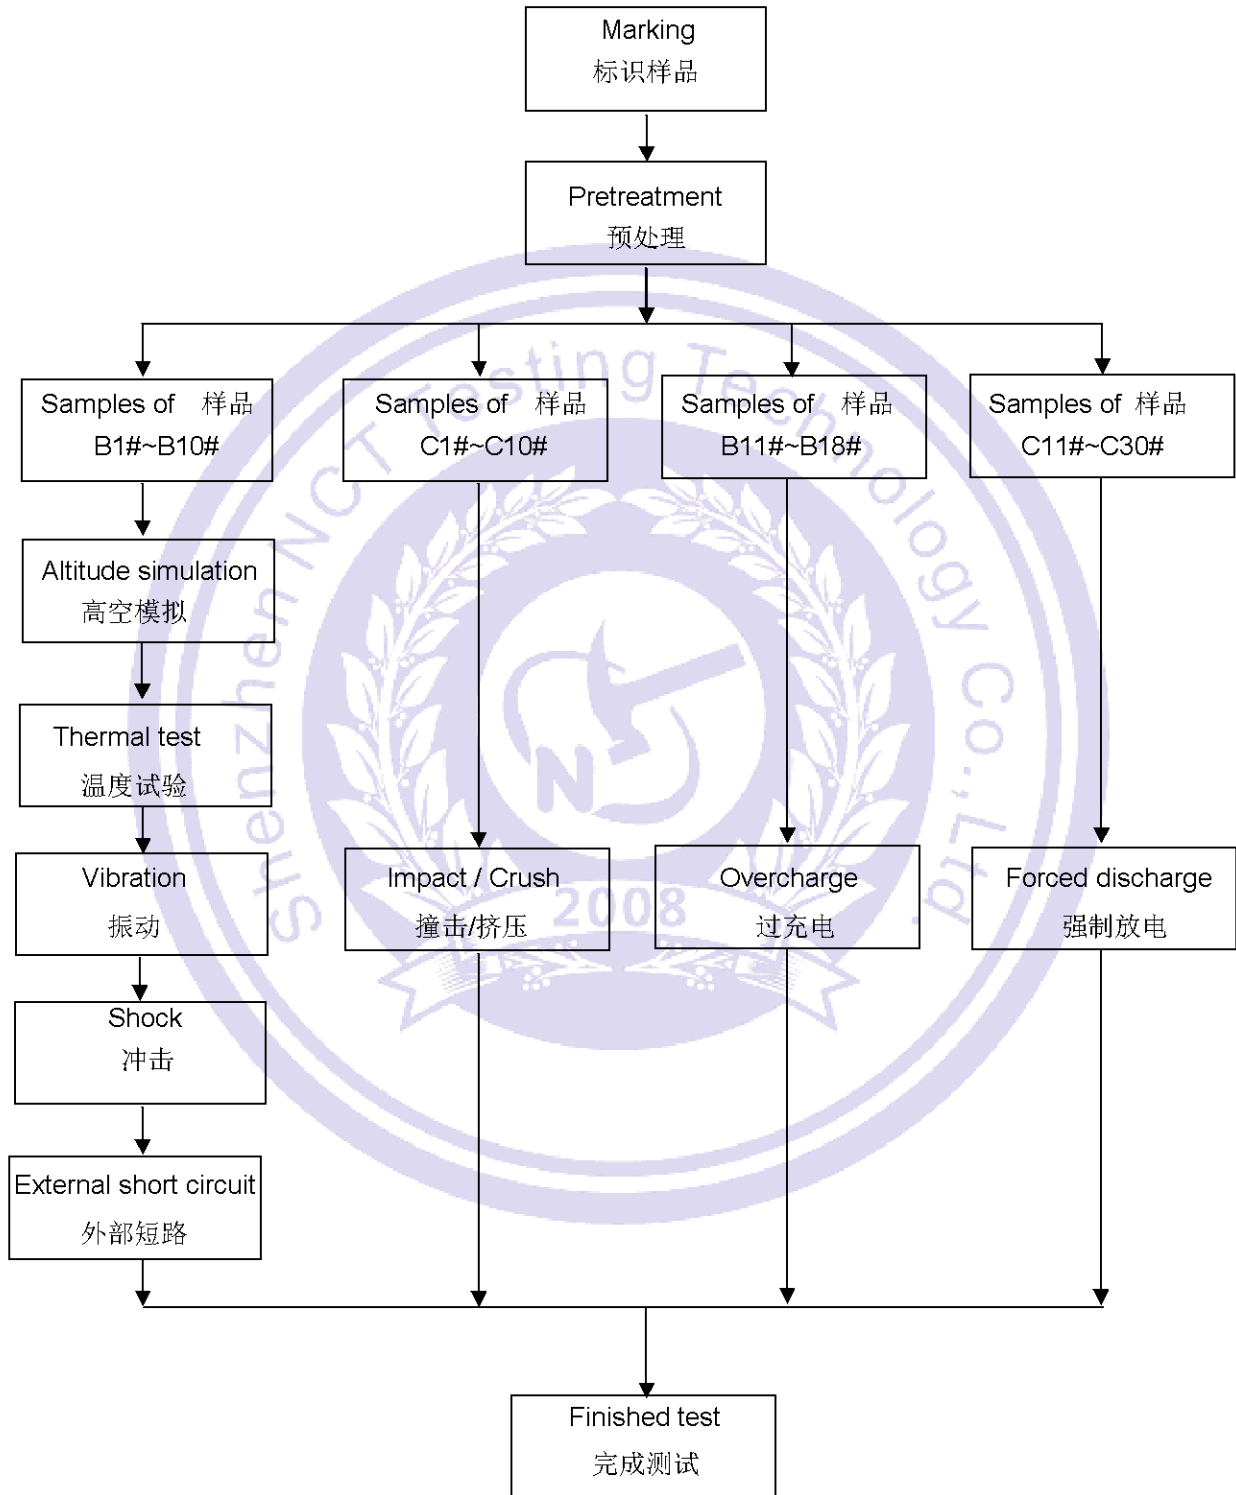 Marking
标识样品
Pretreatment
预处理
Samples of 样品
B1#~B10#
Samples of 样品
C1#~C10#
Samples of 样品
B11#~B18#
Samples of 样品
C11#~C30#
Altitude simulation
高空模拟
Thermal test
温度试验
Vibration
振动
Impact / Crush
撞击/挤压
Overcharge
过充电
Forced discharge
强制放电
Shock
冲击
External short circuit
外部短路
Finished test
完成测试
Shenzhen NCT Testing Technology Co.,Ltd.
N
2008